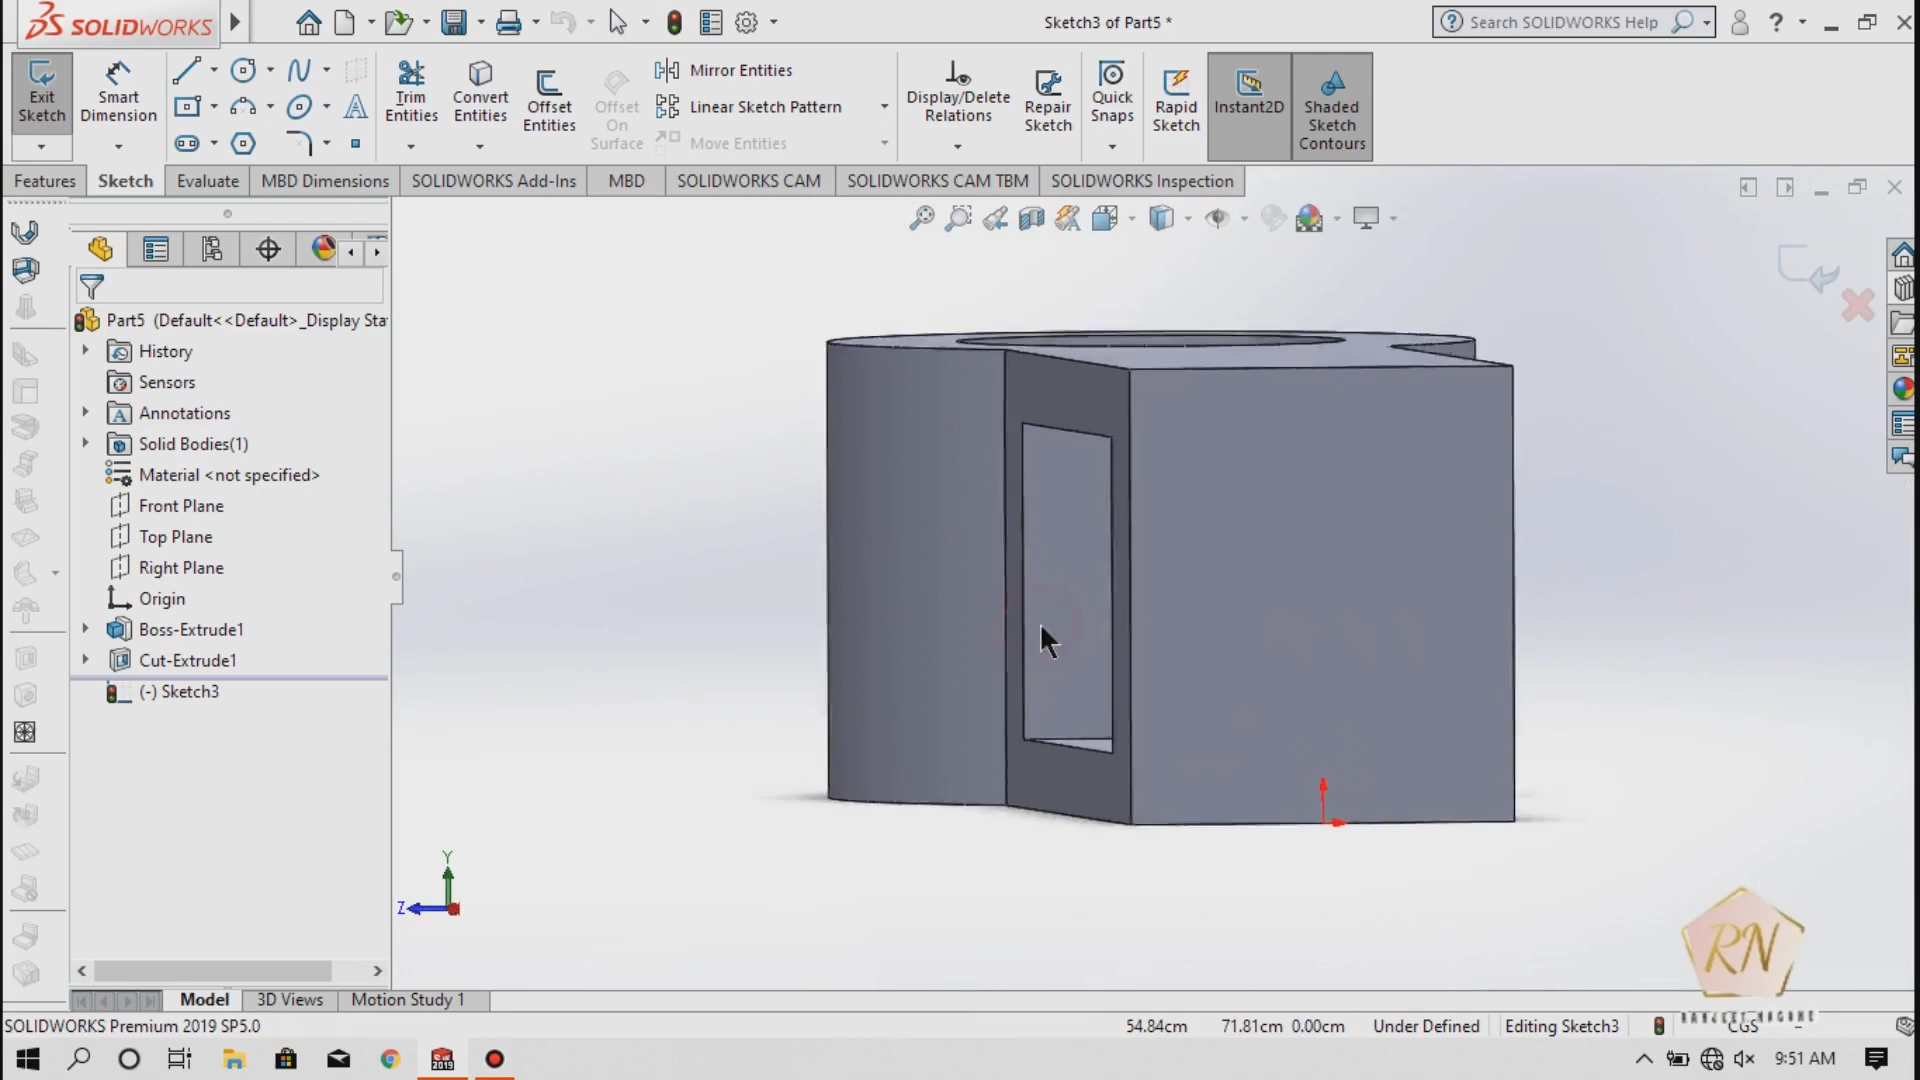 SOLIDWORKS
Sketch3 of Part5 *
Search SOLIDWORKS Help
Exit Sketch
Smart Dimension
Trim Entities
Convert Entities
Offset Entities
Offset On Surface
Mirror Entities
Linear Sketch Pattern
Move Entities
Display/Delete Relations
Repair Sketch
Quick Snaps
Rapid Sketch
Instant2D
Shaded Sketch Contours
Features
Sketch
Evaluate
MBD Dimensions
SOLIDWORKS Add-Ins
MBD
SOLIDWORKS CAM
SOLIDWORKS CAM TBM
SOLIDWORKS Inspection
Part5 (Default<<Default>_Display Sta
History
Sensors
Annotations
Solid Bodies(1)
Material <not specified>
Front Plane
Top Plane
Right Plane
Origin
Boss-Extrude1
Cut-Extrude1
(-) Sketch3
Y
Z
RN
Model
3D Views
Motion Study 1
SOLIDWORKS Premium 2019 SP5.0
54.84cm
71.81cm 0.00cm
Under Defined
Editing Sketch3
CGS
9:51 AM